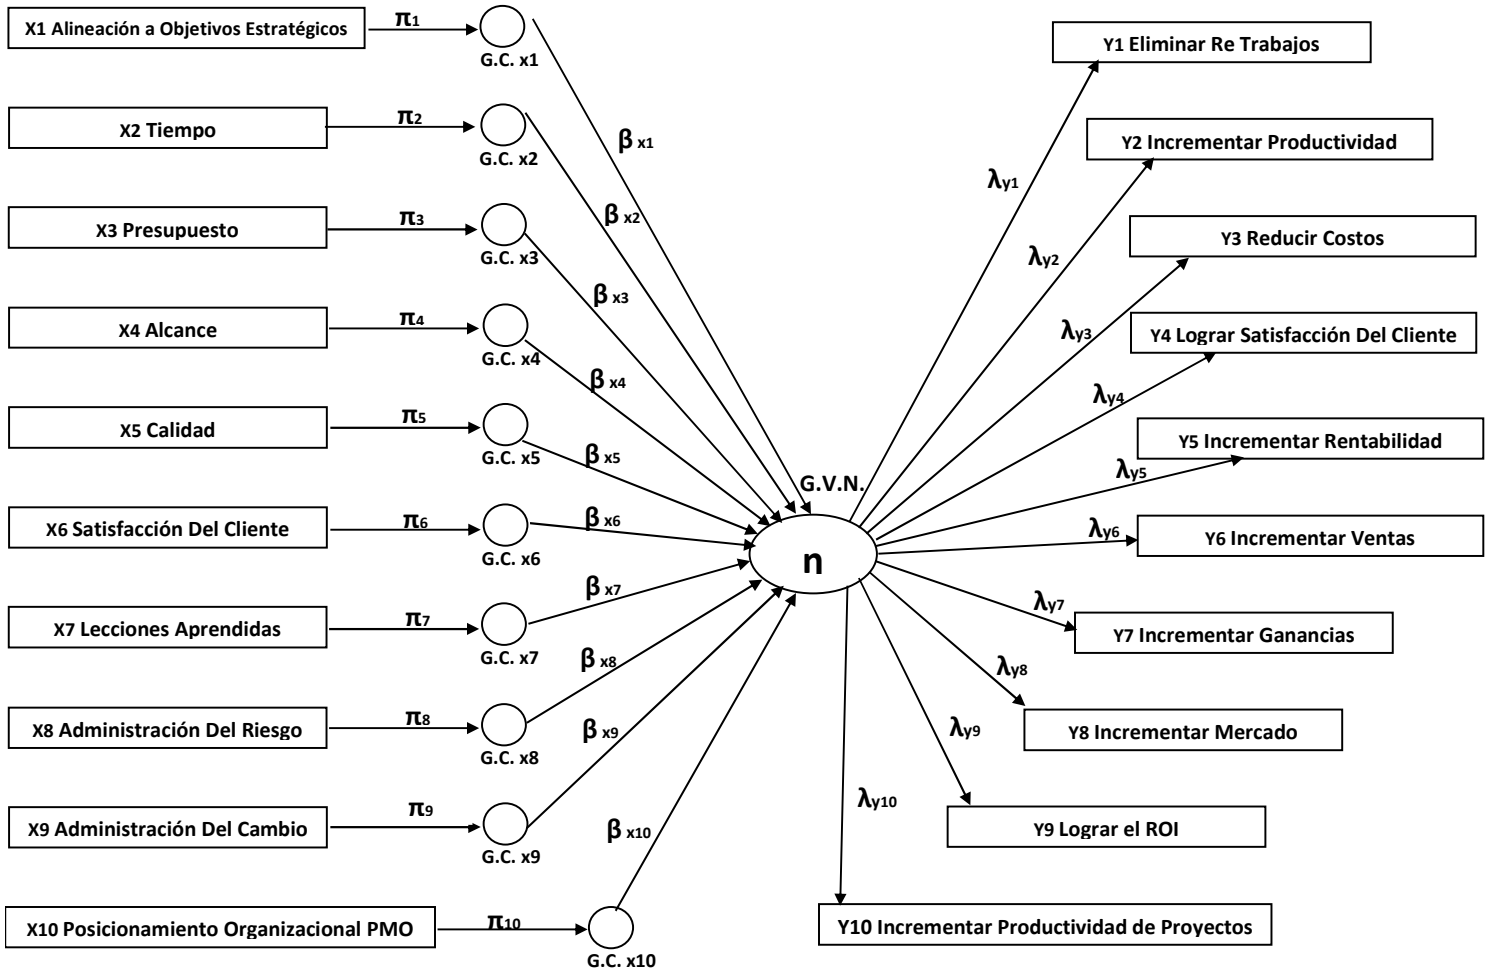 X1 Alineación a Objetivos Estratégicos
π1
G.C. x1
β x1
X2 Tiempo
π2
G.C. x2
β x2
X3 Presupuesto
π3
G.C. x3
β x3
X4 Alcance
π4
G.C. x4
β x4
X5 Calidad
π5
G.C. x5
β x5
X6 Satisfacción Del Cliente
π6
G.C. x6
β x6
X7 Lecciones Aprendidas
π7
G.C. x7
β x7
X8 Administración Del Riesgo
π8
G.C. x8
β x8
X9 Administración Del Cambio
π9
G.C. x9
β x9
X10 Posicionamiento Organizacional PMO
π10
G.C. x10
β x10
G.V.N.
n
λy1
Y1 Eliminar Re Trabajos
λy2
Y2 Incrementar Productividad
λy3
Y3 Reducir Costos
λy4
Y4 Lograr Satisfacción Del Cliente
λy5
Y5 Incrementar Rentabilidad
λy6
Y6 Incrementar Ventas
λy7
Y7 Incrementar Ganancias
λy8
Y8 Incrementar Mercado
λy9
Y9 Lograr el ROI
λy10
Y10 Incrementar Productividad de Proyectos